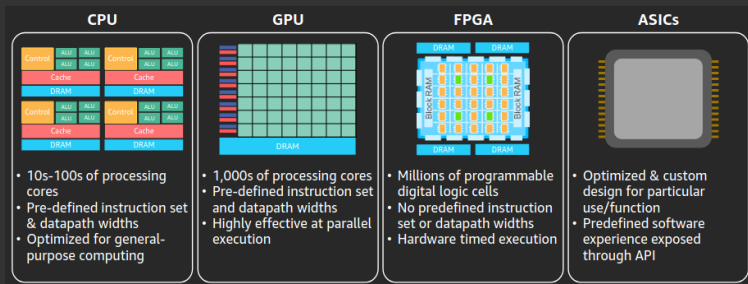 CPU
Control
ALU
ALU
ALU
ALU
Cache
DRAM
Control
ALU
ALU
ALU
ALU
Cache
DRAM
Control
ALU
ALU
ALU
ALU
Cache
DRAM
Control
ALU
ALU
ALU
ALU
Cache
DRAM
• 10s-100s of processing
cores
• Pre-defined instruction set
& datapath widths
• Optimized for general-
purpose computing
GPU
DRAM
• 1,000s of processing cores
• Pre-defined instruction set
and datapath widths
• Highly effective at parallel
execution
FPGA
DRAM
DRAM
Block RAM
Block RAM
DRAM
DRAM
• Millions of programmable
digital logic cells
• No predefined instruction
set or datapath widths
• Hardware timed execution
ASICs
• Optimized & custom
design for particular
use/function
• Predefined software
experience exposed
through API